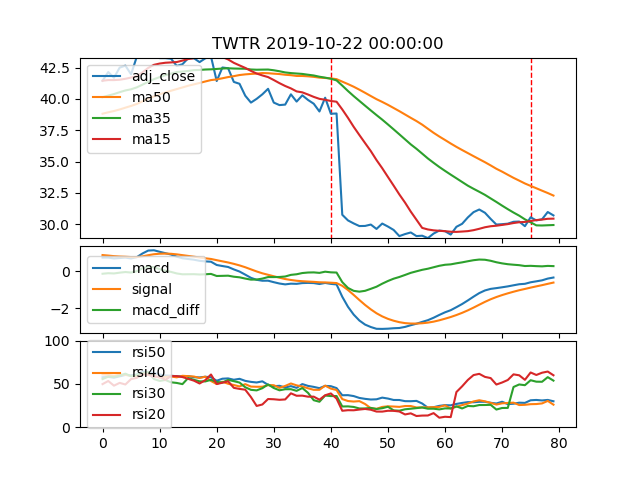 TWTR 2019-10-22 00:00:00
42.5
40.0
37.5
35.0
32.5
30.0
adj_close
ma50
ma35
ma15
0
−2
macd
signal
macd_diff
100
50
0
rsi50
rsi40
rsi30
rsi20
0 10 20 30 40 50 60 70 80